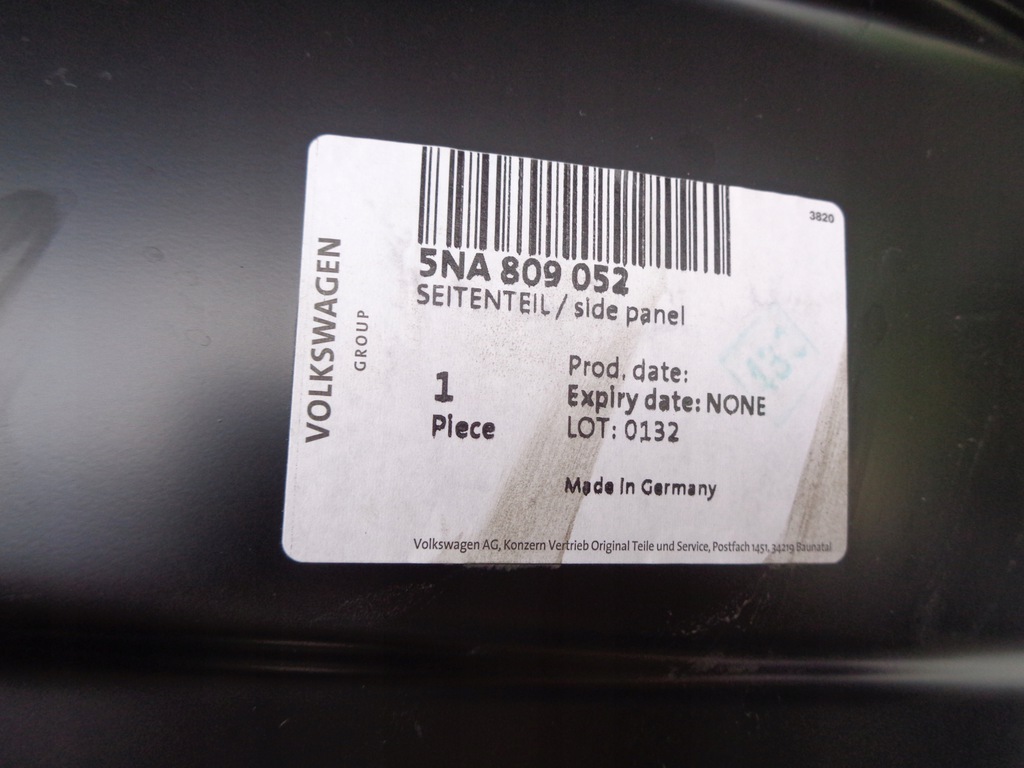 3820
5NA 809 052
SEITENTEIL / side panel
VOLKSWAGEN
GROUP
1
Piece
Prod. date:
Expiry date: NONE
LOT: 0132
Made in Germany
Volkswagen AG, Konzern Vertrieb Original Teile und Service, Postfach 1451, 34219 Baunatal